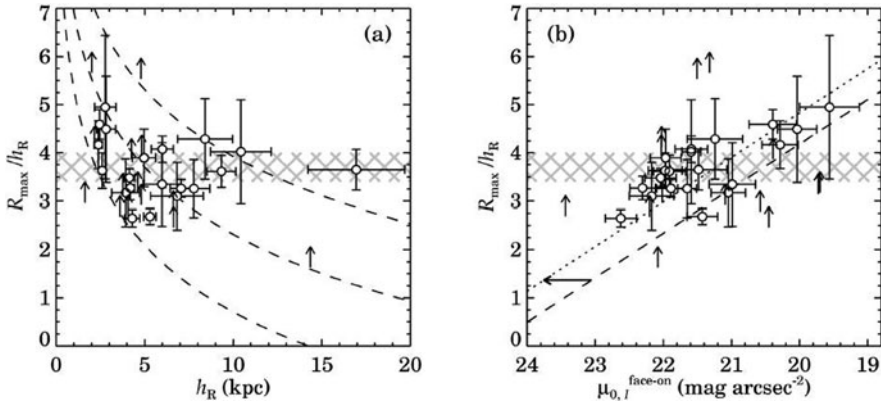 7
6
5
4
3
2
1
0
R_max/h_R
(a)
0 5 10 15 20
h_R (kpc)
7
6
5
4
3
2
1
0
R_max/h_R
(b)
24 23 22 21 20 19
μ_0, I^face-on (mag arcsec^-2)